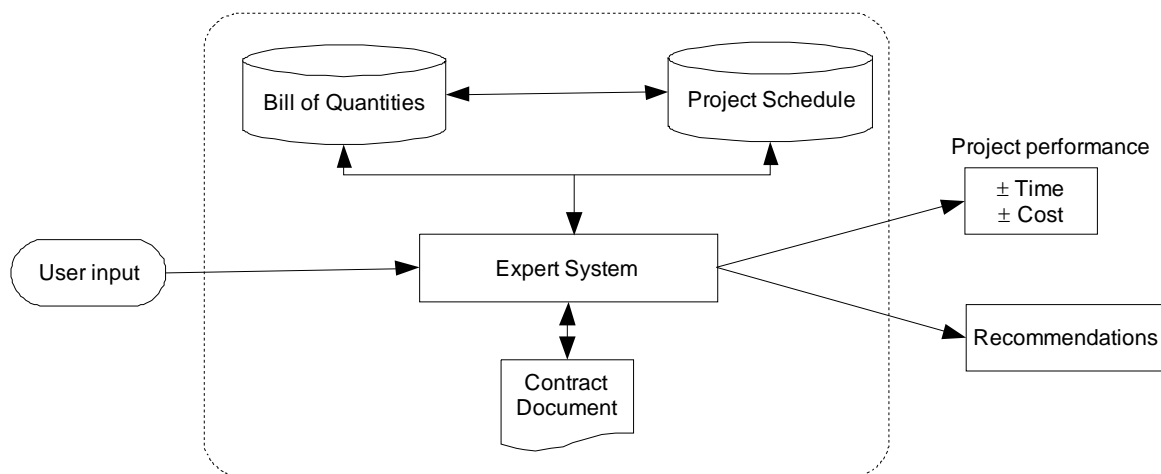 Bill of Quantities
Project Schedule
Project performance
± Time
± Cost
User input
Expert System
Recommendations
Contract
Document